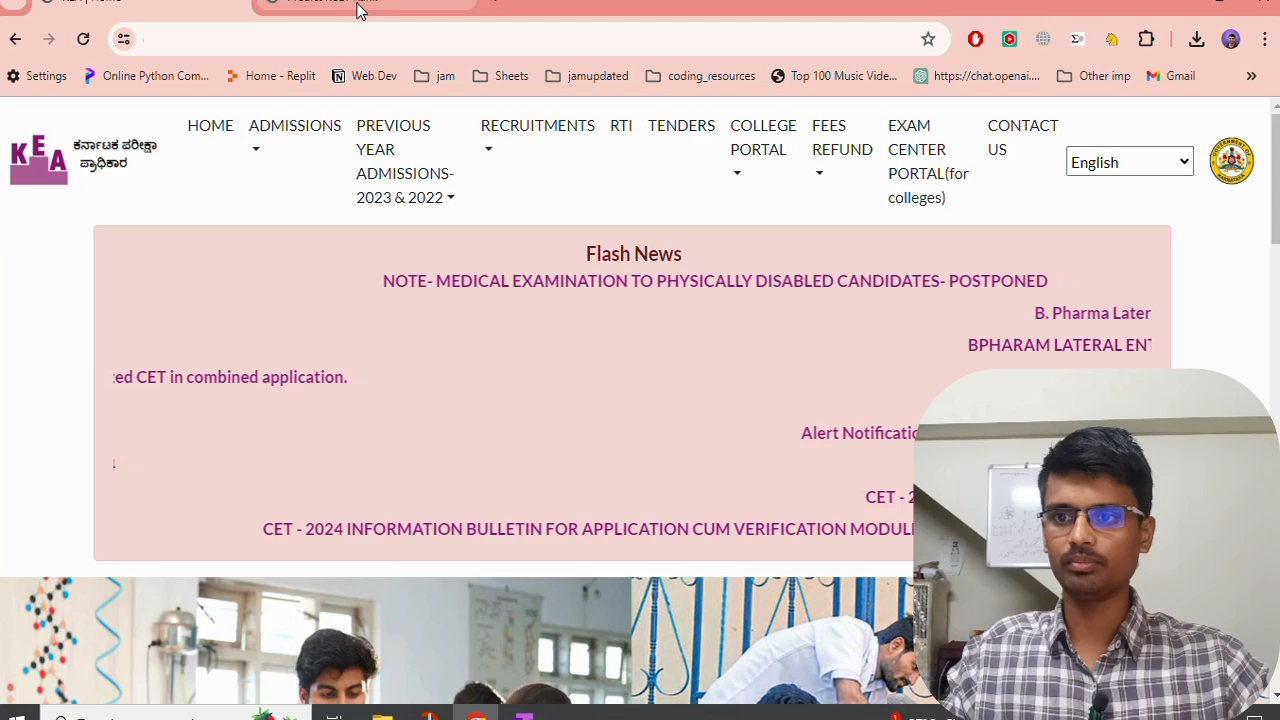 Settings
Online Python Com...
Home - Replit
Web Dev
jam
Sheets
jamupdated
coding_resources
Top 100 Music Vide...
https://chat.openai....
Other imp
Gmail
KEA
ಕರ್ನಾಟಕ ಪರೀಕ್ಷಾ
ಪ್ರಾಧಿಕಾರ
HOME
ADMISSIONS
PREVIOUS
YEAR
ADMISSIONS-
2023 & 2022
RECRUITMENTS
RTI
TENDERS
COLLEGE
PORTAL
FEES
REFUND
EXAM
CENTER
PORTAL(for
colleges)
CONTACT
US
English
Flash News
NOTE- MEDICAL EXAMINATION TO PHYSICALLY DISABLED CANDIDATES- POSTPONED
B. Pharma Later
BPHARAM LATERAL ENT
ted CET in combined application.
Alert Notificatio
CET - 2
CET - 2024 INFORMATION BULLETIN FOR APPLICATION CUM VERIFICATION MODUL